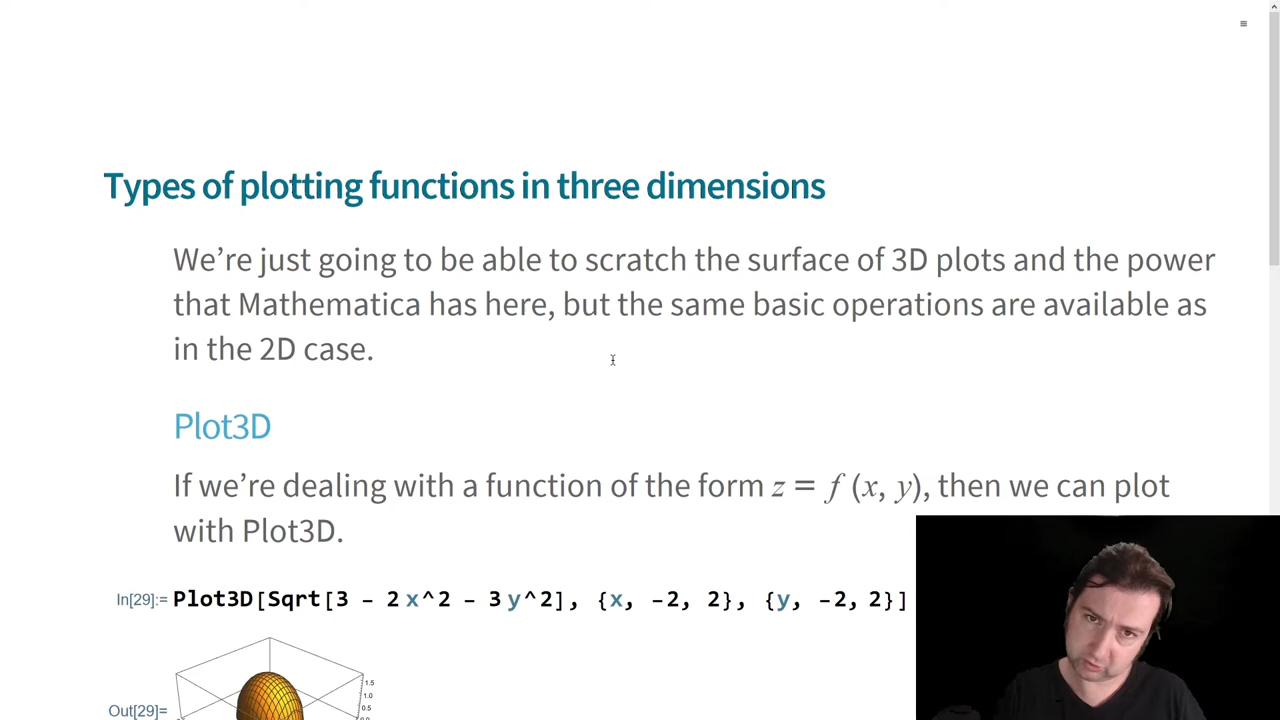 ≡
Types of plotting functions in three dimensions
We’re just going to be able to scratch the surface of 3D plots and the power
that Mathematica has here, but the same basic operations are available as
in the 2D case.
Plot3D
If we’re dealing with a function of the form z = f (x, y), then we can plot
with Plot3D.
In[29]:= Plot3D[Sqrt[3 - 2 x^2 - 3 y^2], {x, -2, 2}, {y, -2, 2}]
1.5
1.0
0.5
Out[29]=